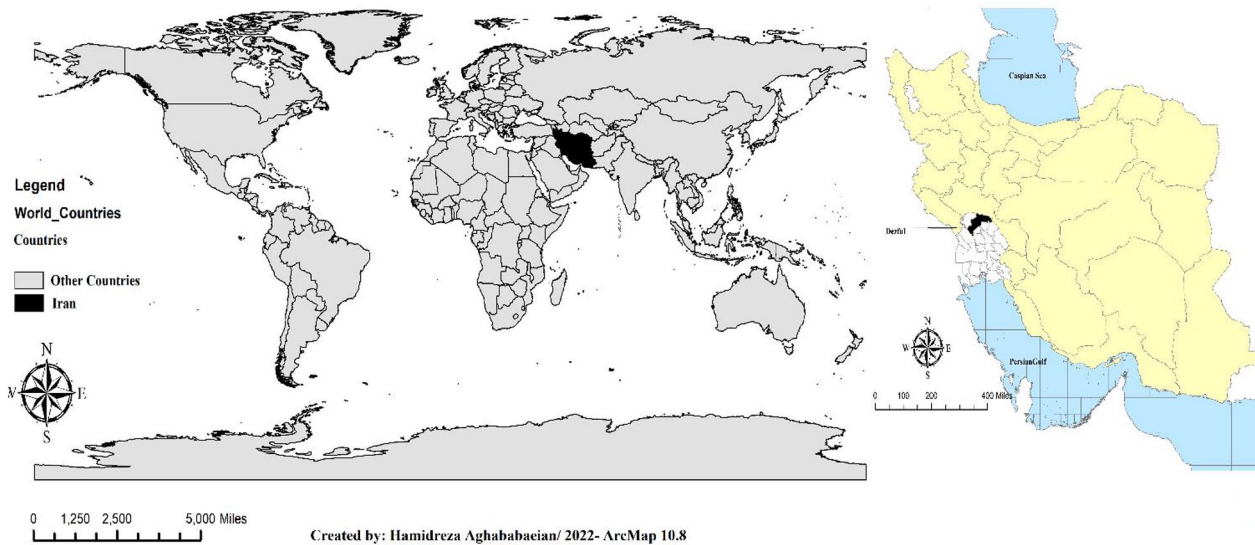 Legend
World_Countries
Countries
Other Countries
Iran
N
W E
S
0 1,250 2,500 5,000 Miles
Created by: Hamidreza Aghababaeian/ 2022- ArcMap 10.8
Caspian Sea
Dezful
N
W E
S
PersianGulf
0 100 200 400 Miles